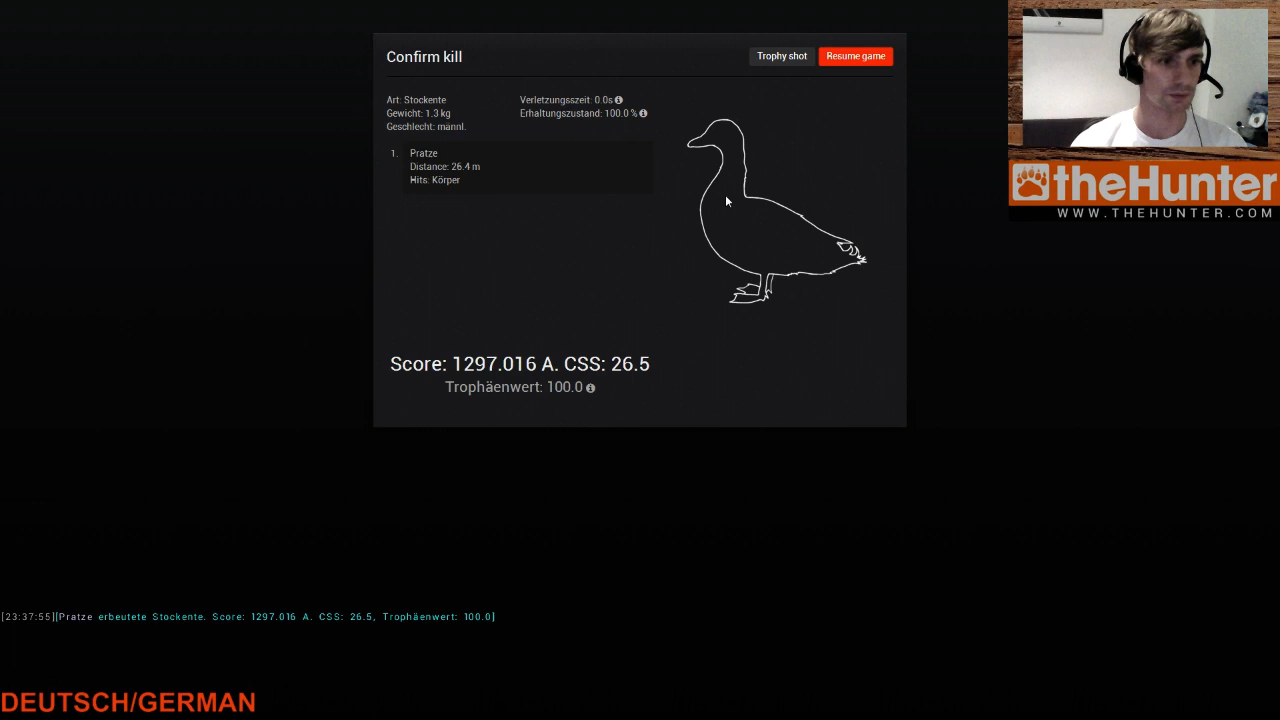 Confirm kill
Trophy shot
Resume game
Art: Stockente
Gewicht: 1.3 kg
Geschlecht: männl.
Verletzungsszeit: 0.0s
Erhaltungszustand: 100.0 %
1. Pratze
Distance: 26.4 m
Hits: Körper
Score: 1297.016 A. CSS: 26.5
Trophäenwert: 100.0
theHunter
WWW.THEHUNTER.COM
[23:37:55][Pratze erbeutete Stockente. Score: 1297.016 A. CSS: 26.5, Trophäenwert: 100.0]
DEUTSCH/GERMAN